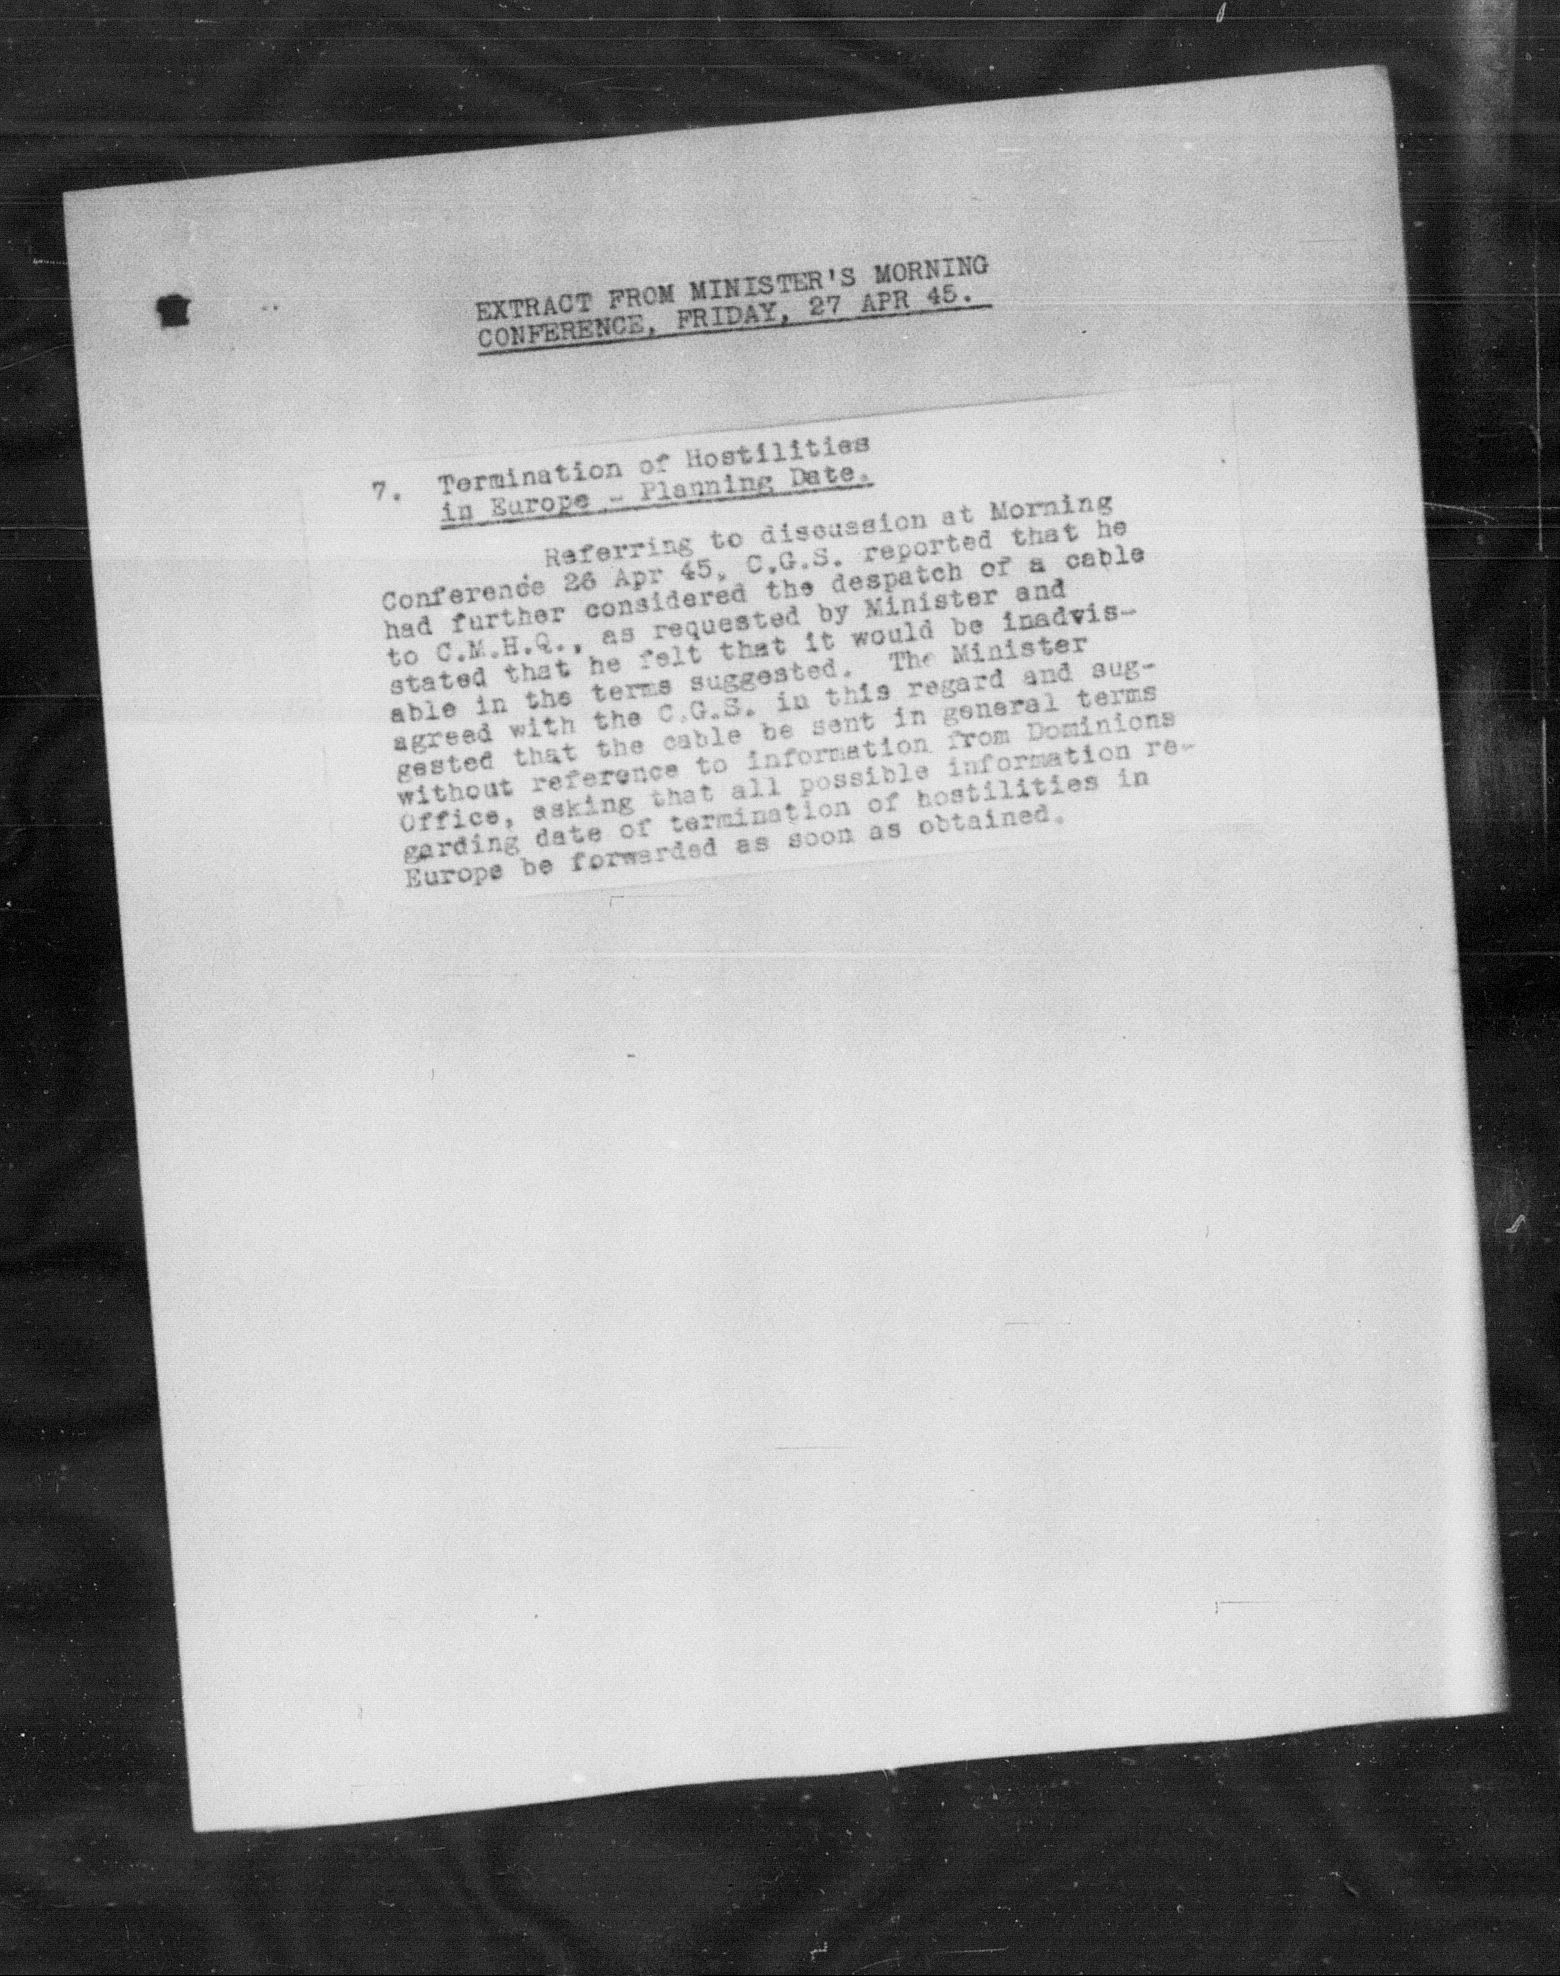 EXTRACT FROM MINISTER'S MORNING
CONFERENCE, FRIDAY, 27 APR 45.
7. Termination of Hostilities
in Europe - Planning Date.
Referring to discussion at Morning
Conference 26 Apr 45, C.G.S. reported that he
had further considered the despatch of a cable
to C.M.H.Q., as requested by Minister and
stated that he felt that it would be inadvis-
able in the terms suggested. The Minister
agreed with the C.G.S. in this regard and sug-
gested that the cable be sent in general terms
without reference to information from Dominions
Office, asking that all possible information re-
garding date of termination of hostilities in
Europe be forwarded as soon as obtained.